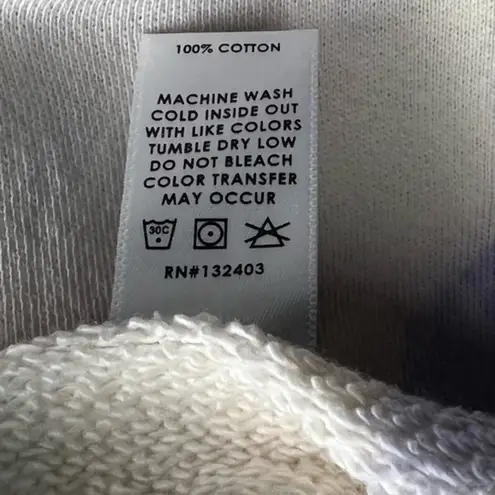 100% COTTON
MACHINE WASH
COLD INSIDE OUT
WITH LIKE COLORS
TUMBLE DRY LOW
DO NOT BLEACH
COLOR TRANSFER
MAY OCCUR
30C
RN#132403